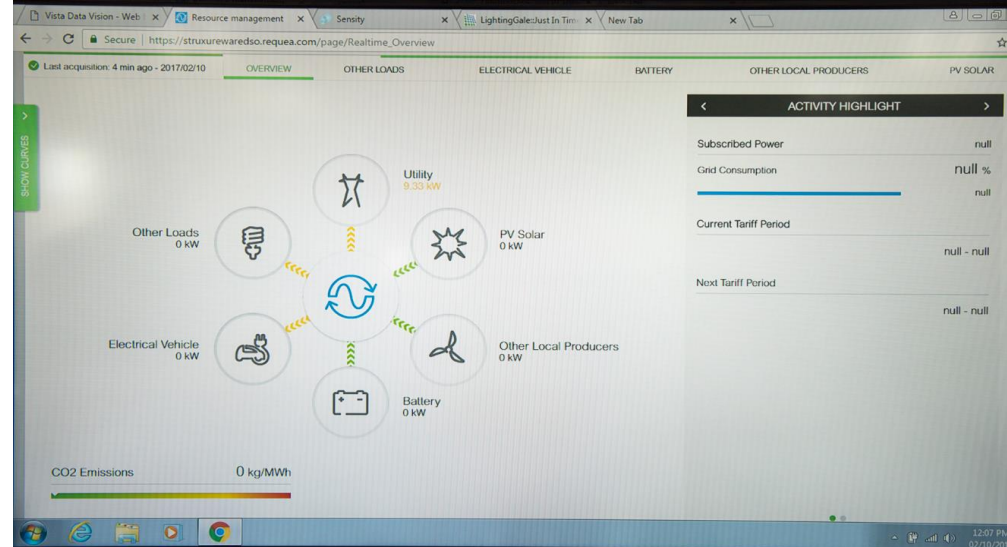 Vista Data Vision - Web
Resource management
Sensity
LightingGale::Just In Tim
New Tab
Secure | https://struxurewaredso.requea.com/page/Realtime_Overview
Last acquisition: 4 min ago - 2017/02/10
OVERVIEW
OTHER LOADS
ELECTRICAL VEHICLE
BATTERY
OTHER LOCAL PRODUCERS
PV SOLAR
SHOW CURVES
ACTIVITY HIGHLIGHT
Subscribed Power null
Grid Consumption null %
null
Current Tariff Period
null - null
Next Tariff Period
null - null
Utility
9.33 kW
Other Loads
0 kW
PV Solar
0 kW
Electrical Vehicle
0 kW
Other Local Producers
0 kW
Battery
0 kW
CO2 Emissions 0 kg/MWh
12:07 PM